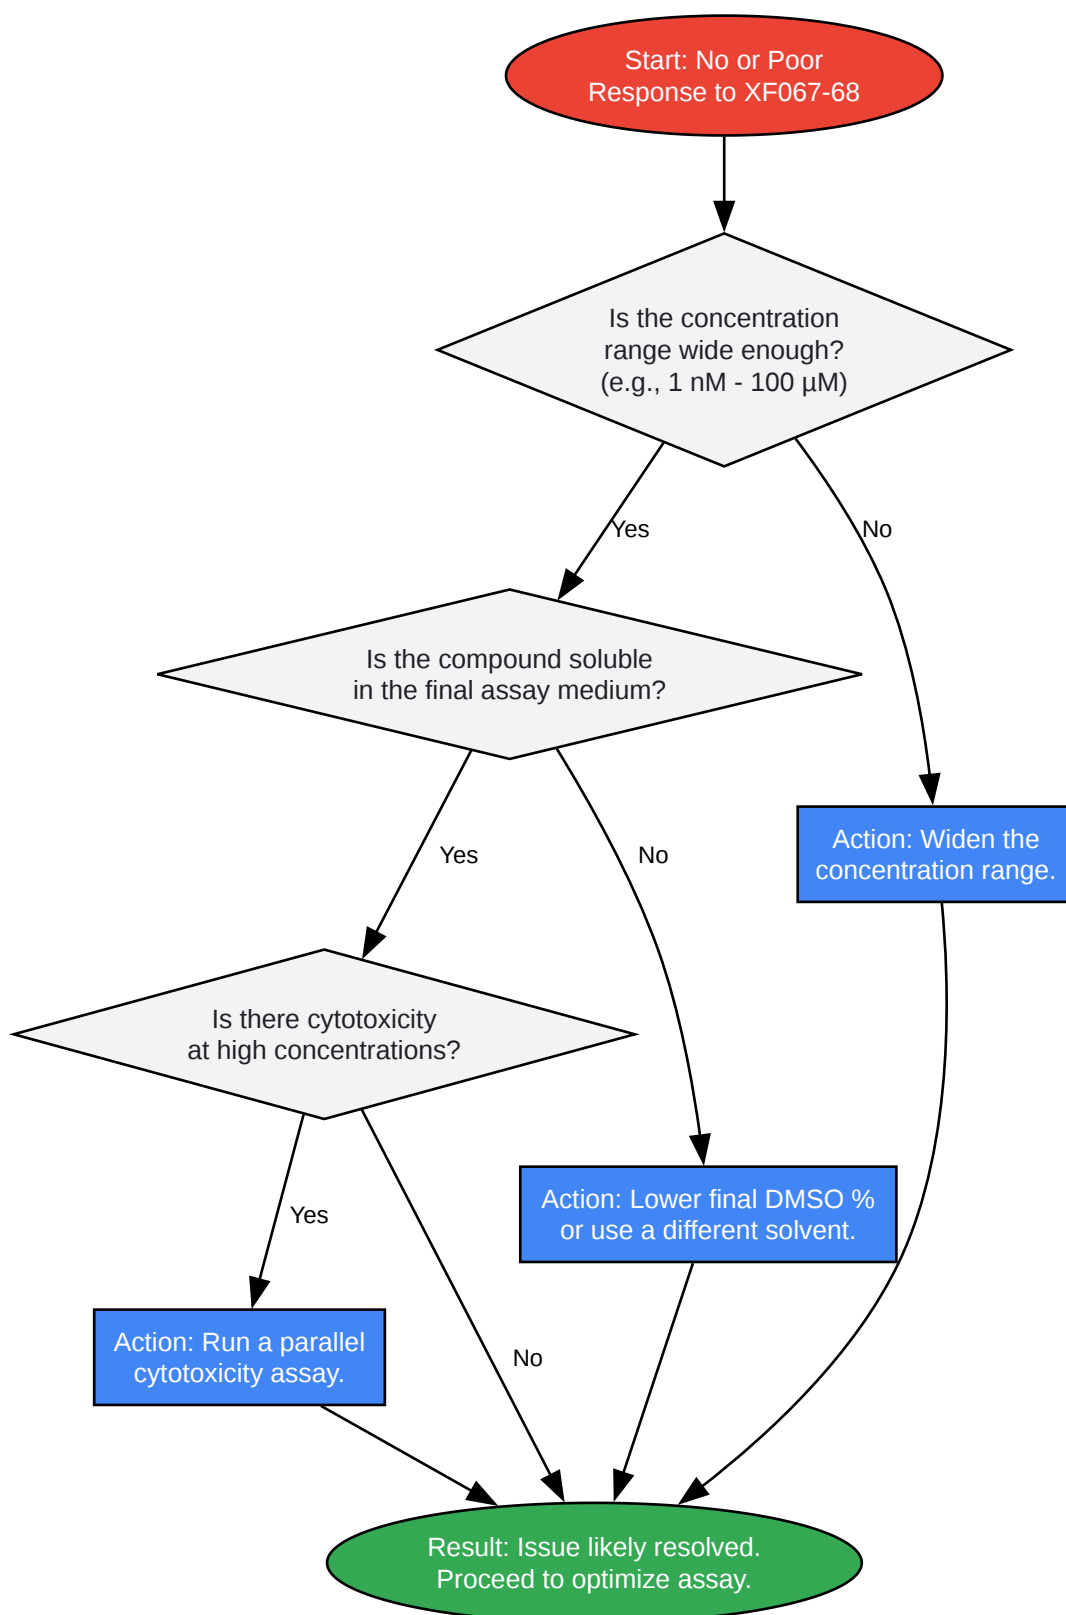 Start: No or Poor
Response to XF067-68
Is the concentration
range wide enough?
(e.g., 1 nM - 100 µM)
Yes
No
Is the compound soluble
in the final assay medium?
Yes
No
Action: Widen the
concentration range.
Is there cytotoxicity
at high concentrations?
Yes
No
Action: Lower final DMSO %
or use a different solvent.
Action: Run a parallel
cytotoxicity assay.
Result: Issue likely resolved.
Proceed to optimize assay.